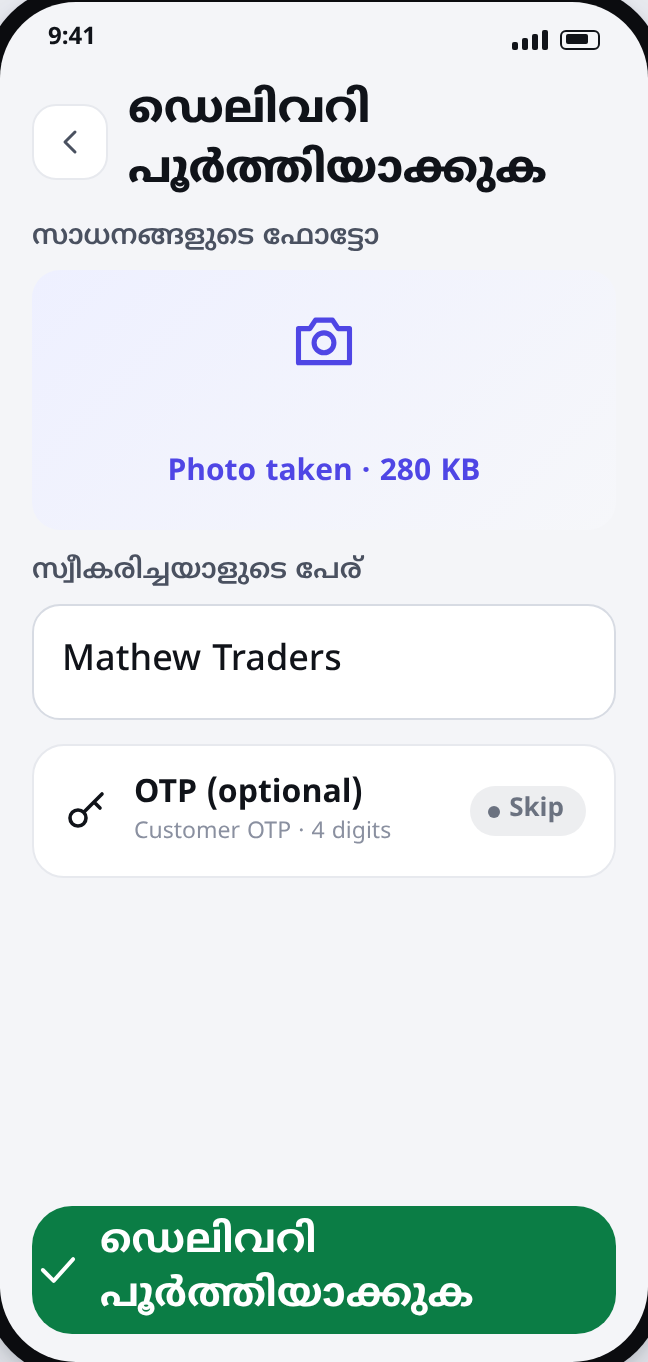 9:41
ഡെലിവറി
പൂർത്തിയാക്കുക
സാധനങ്ങളുടെ ഫോട്ടോ
Photo taken · 280 KB
സ്വീകരിച്ചയാളുടെ പേര്
Mathew Traders
OTP (optional)
Customer OTP · 4 digits
Skip
ഡെലിവറി
പൂർത്തിയാക്കുക